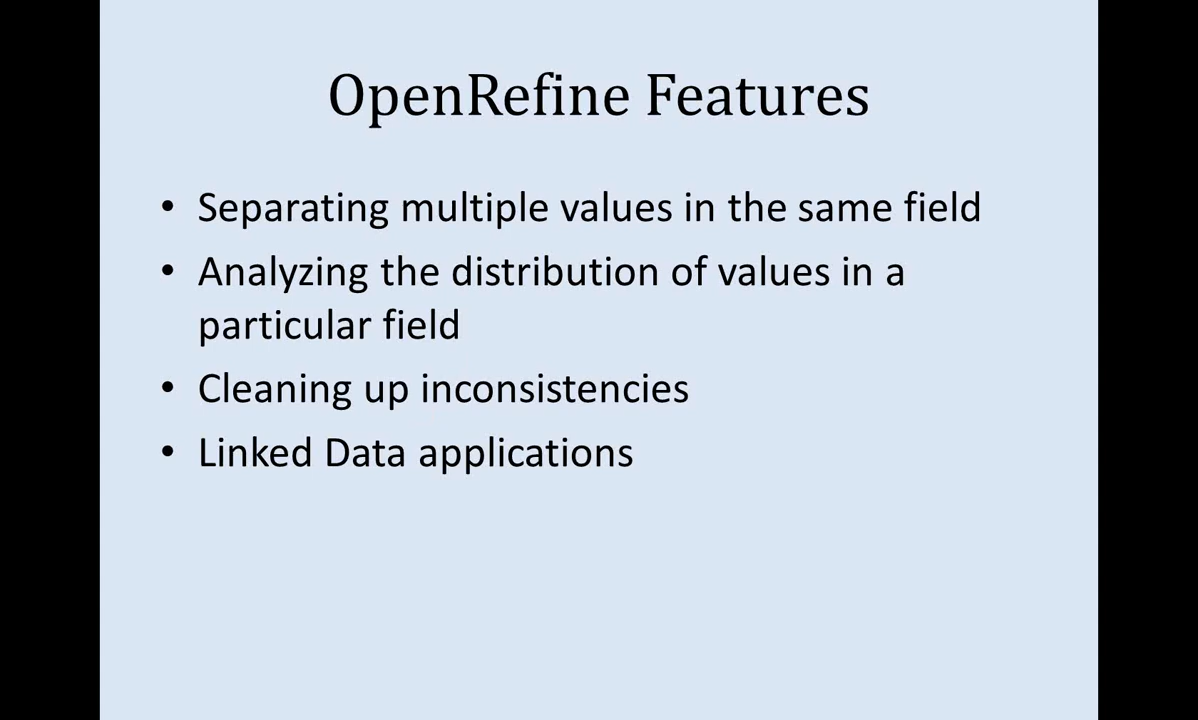 OpenRefine Features
• Separating multiple values in the same field
• Analyzing the distribution of values in a
particular field
• Cleaning up inconsistencies
• Linked Data applications